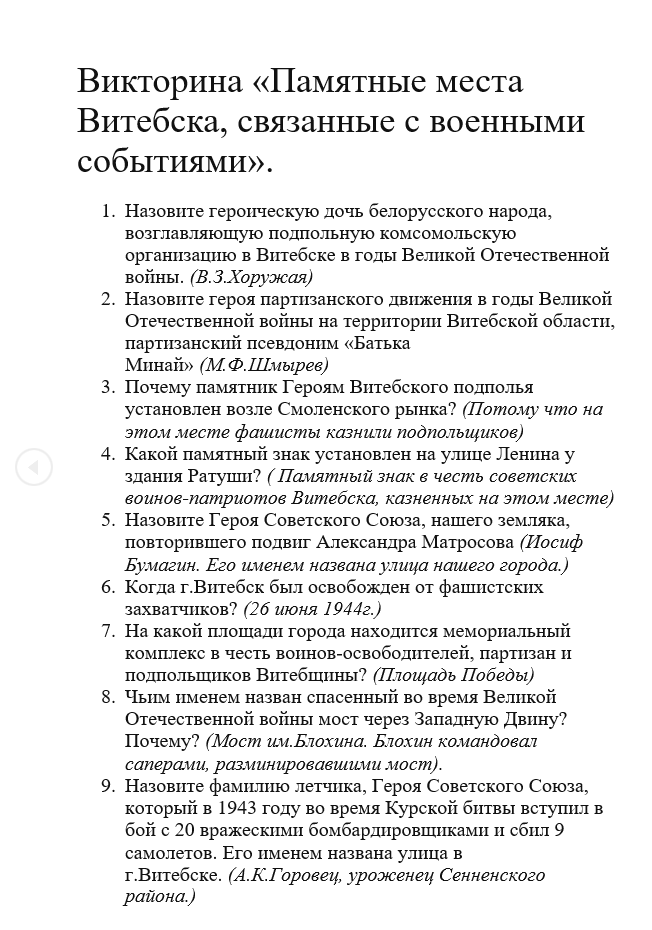 Викторина «Памятные места
Витебска, связанные с военными
событиями».
1. Назовите героическую дочь белорусского народа,
возглавляющую подпольную комсомольскую
организацию в Витебске в годы Великой Отечественной
войны. (В.З.Хоружая)
2. Назовите героя партизанского движения в годы Великой
Отечественной войны на территории Витебской области,
партизанский псевдоним «Батька
Минай» (М.Ф.Шмырев)
3. Почему памятник Героям Витебского подполья
установлен возле Смоленского рынка? (Потому что на
этом месте фашисты казнили подпольщиков)
4. Какой памятный знак установлен на улице Ленина у
здания Ратуши? ( Памятный знак в честь советских
воинов-патриотов Витебска, казненных на этом месте)
5. Назовите Героя Советского Союза, нашего земляка,
повторившего подвиг Александра Матросова (Иосиф
Бумагин. Его именем названа улица нашего города.)
6. Когда г.Витебск был освобожден от фашистских
захватчиков? (26 июня 1944г.)
7. На какой площади города находится мемориальный
комплекс в честь воинов-освободителей, партизан и
подпольщиков Витебщины? (Площадь Победы)
8. Чьим именем назван спасенный во время Великой
Отечественной войны мост через Западную Двину?
Почему? (Мост им.Блохина. Блохин командовал
саперами, разминировавшими мост).
9. Назовите фамилию летчика, Героя Советского Союза,
который в 1943 году во время Курской битвы вступил в
бой с 20 вражескими бомбардировщиками и сбил 9
самолетов. Его именем названа улица в
г.Витебске. (А.К.Горовец, уроженец Сенненского
района.)